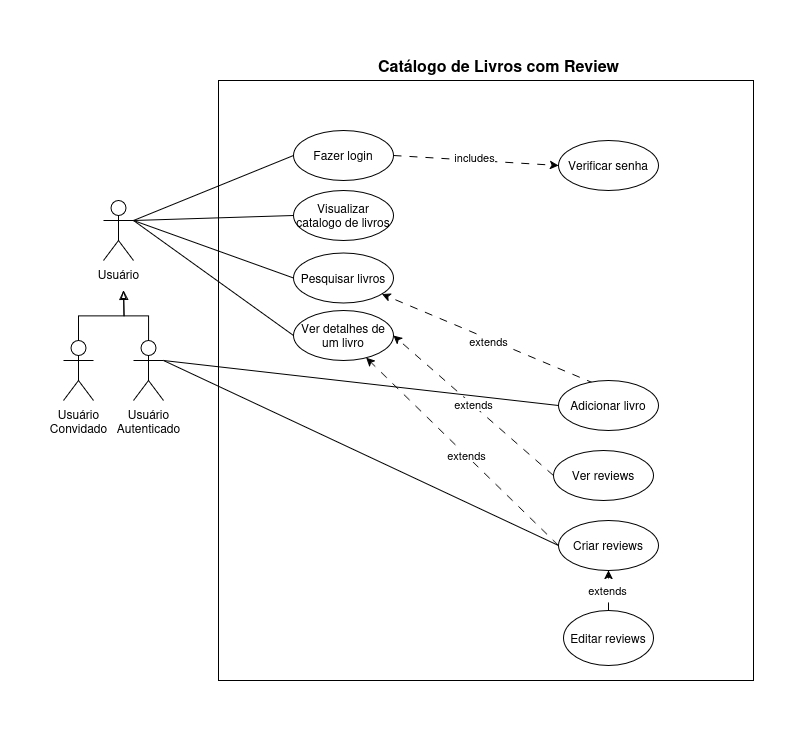 Catálogo de Livros com Review
Fazer login
includes
Verificar senha
Visualizar
catalogo de livros
Usuário
Pesquisar livros
Ver detalhes de
um livro
extends
Usuário
Convidado
Usuário
Autenticado
extends
Adicionar livro
extends
Ver reviews
Criar reviews
extends
Editar reviews